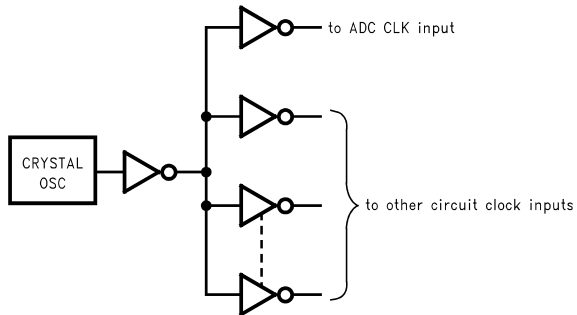 to ADC CLK input
CRYSTAL
OSC
to other circuit clock inputs